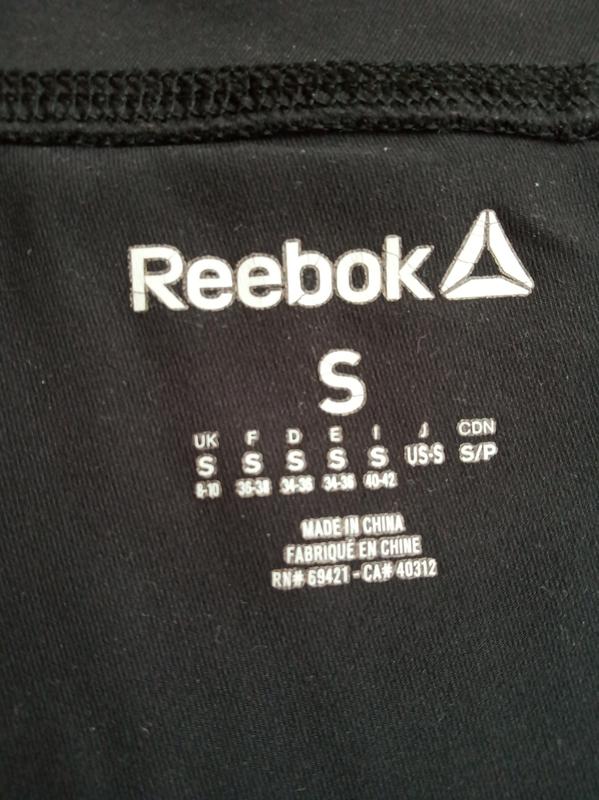 Reebok
S
UK F D E I J CDN
S S S S S US-S S/P
8-10 36-38 34-36 34-36 40-42
MADE IN CHINA
FABRIQUÉ EN CHINE
RN# 69421 - CA# 40312